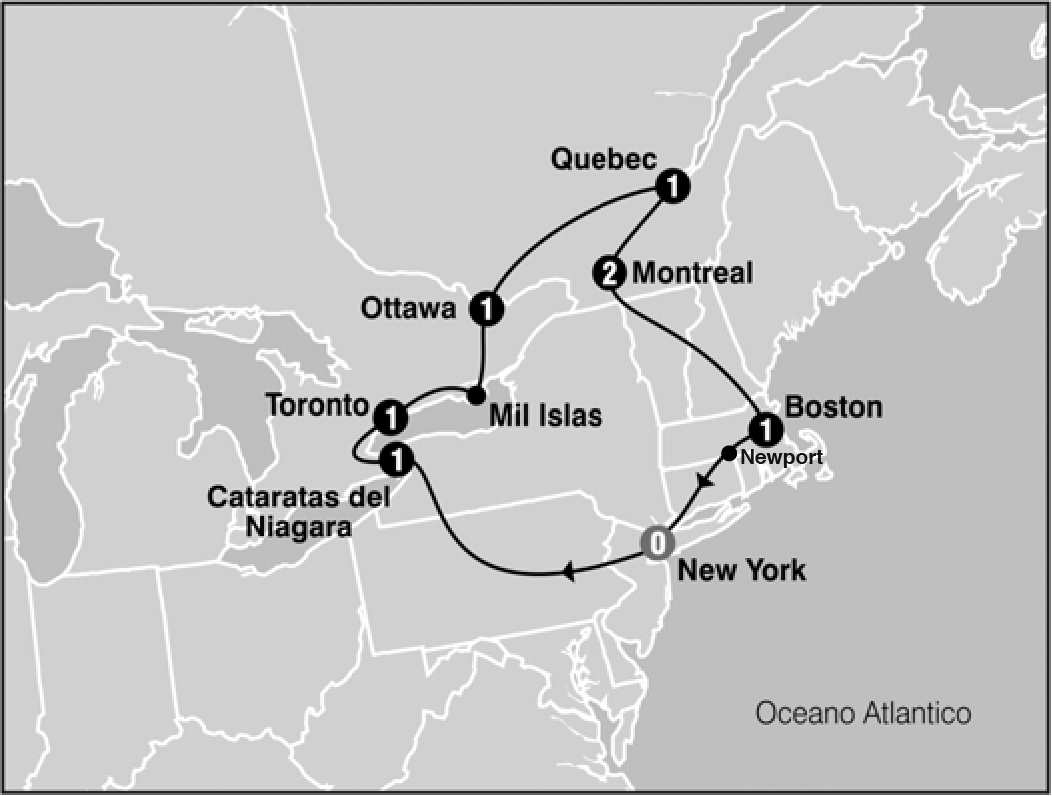 Quebec
1
2
Montreal
Ottawa
1
Toronto
1
Mil Islas
Boston
1
Newport
1
Cataratas del
Niagara
0
New York
Oceano Atlantico